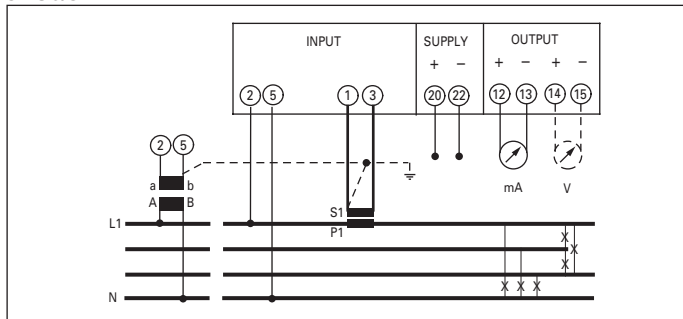 INPUT SUPPLY OUTPUT
+ − + − + −
2 5 1 3 20 22 12 13 14 15
2 5
mA V
a b
A B
S1
L1 P1
X X
X
X X X X
N